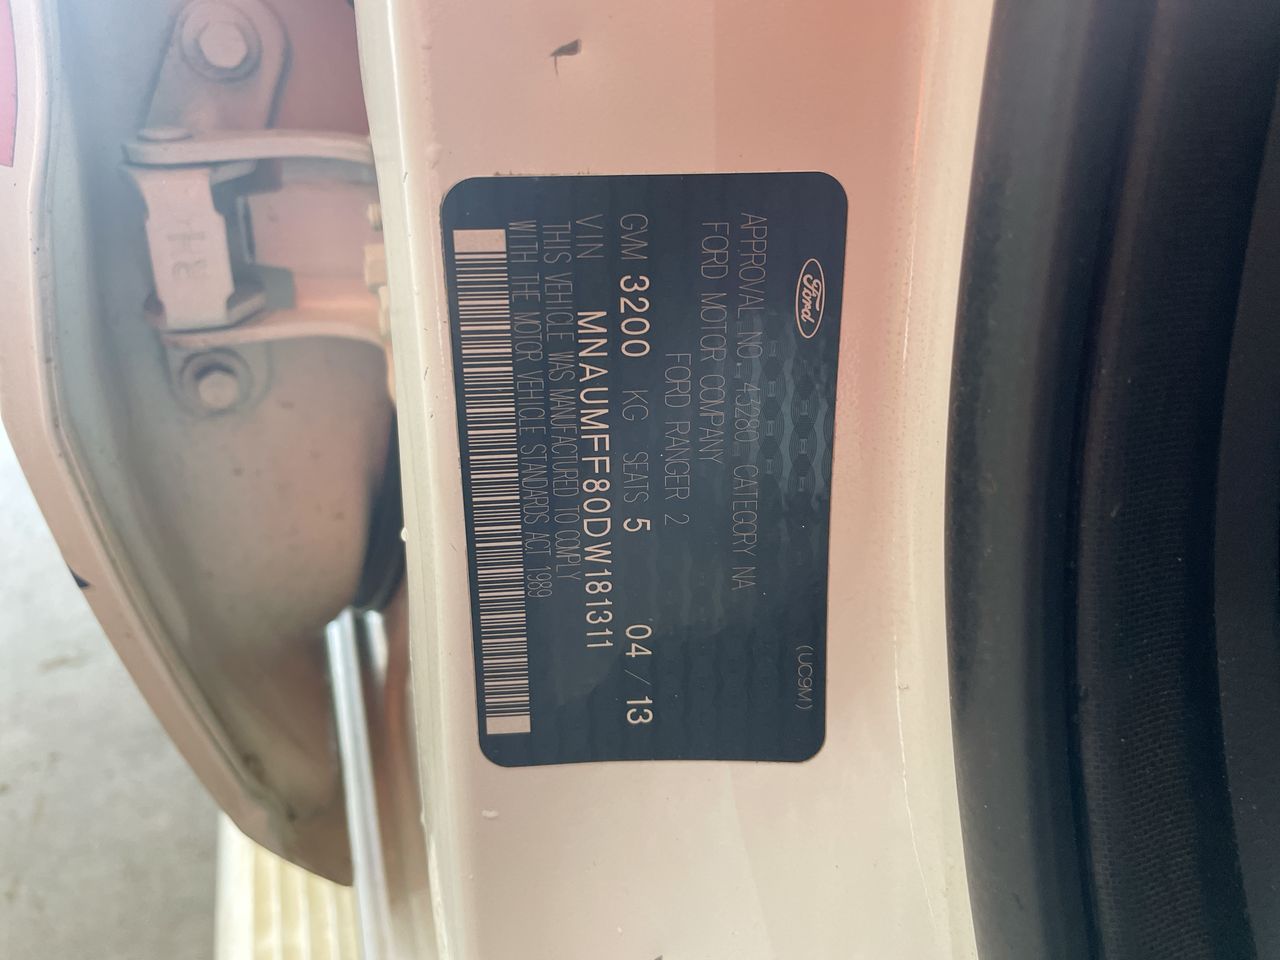 Ford
(UC9M)
APPROVAL NO. 43280 CATEGORY NA
FORD MOTOR COMPANY
FORD RANGER 2
GVM 3200 KG SEATS 5 04 / 13
VIN MNAUMFF80DW181311
THIS VEHICLE WAS MANUFACTURED TO COMPLY
WITH THE MOTOR VEHICLE STANDARDS ACT 1989